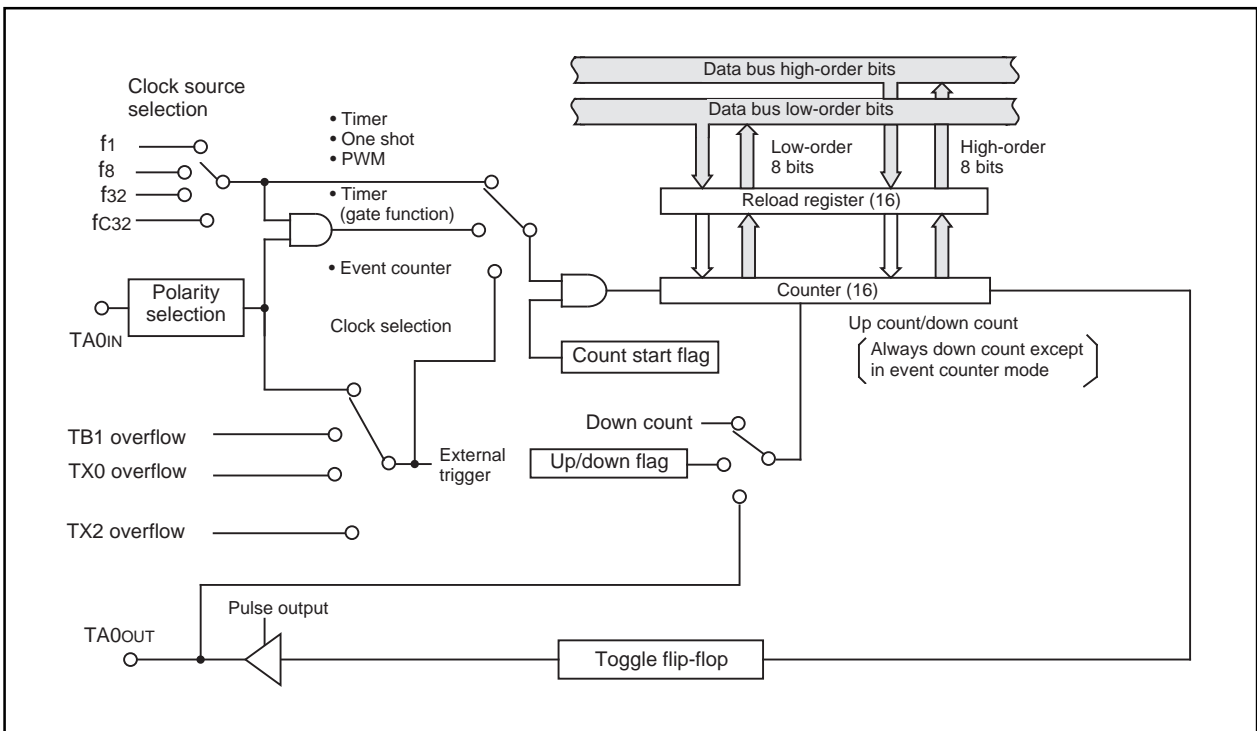 Data bus high-order bits
Data bus low-order bits
Clock source
selection
f1
f8
f32
fC32
• Timer
• One shot
• PWM
• Timer
(gate function)
• Event counter
Low-order
8 bits
High-order
8 bits
Reload register (16)
Counter (16)
Polarity
selection
TA0IN
Clock selection
Count start flag
Up count/down count
Always down count except
in event counter mode
TB1 overflow
TX0 overflow
TX2 overflow
External
trigger
Down count
Up/down flag
Pulse output
TA0OUT
Toggle flip-flop